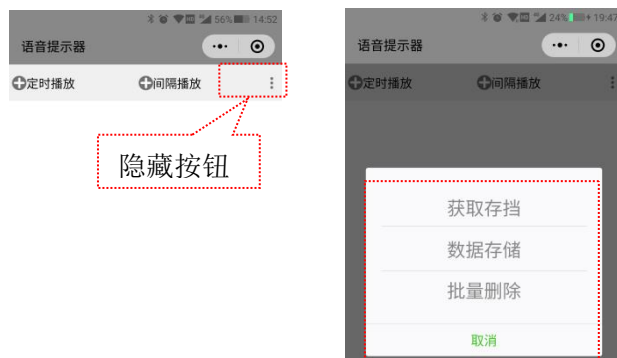 56% 14:52
语音提示器
定时播放 间隔播放
隐藏按钮
24% 19:47
语音提示器
定时播放 间隔播放
获取存挡
数据存储
批量删除
取消